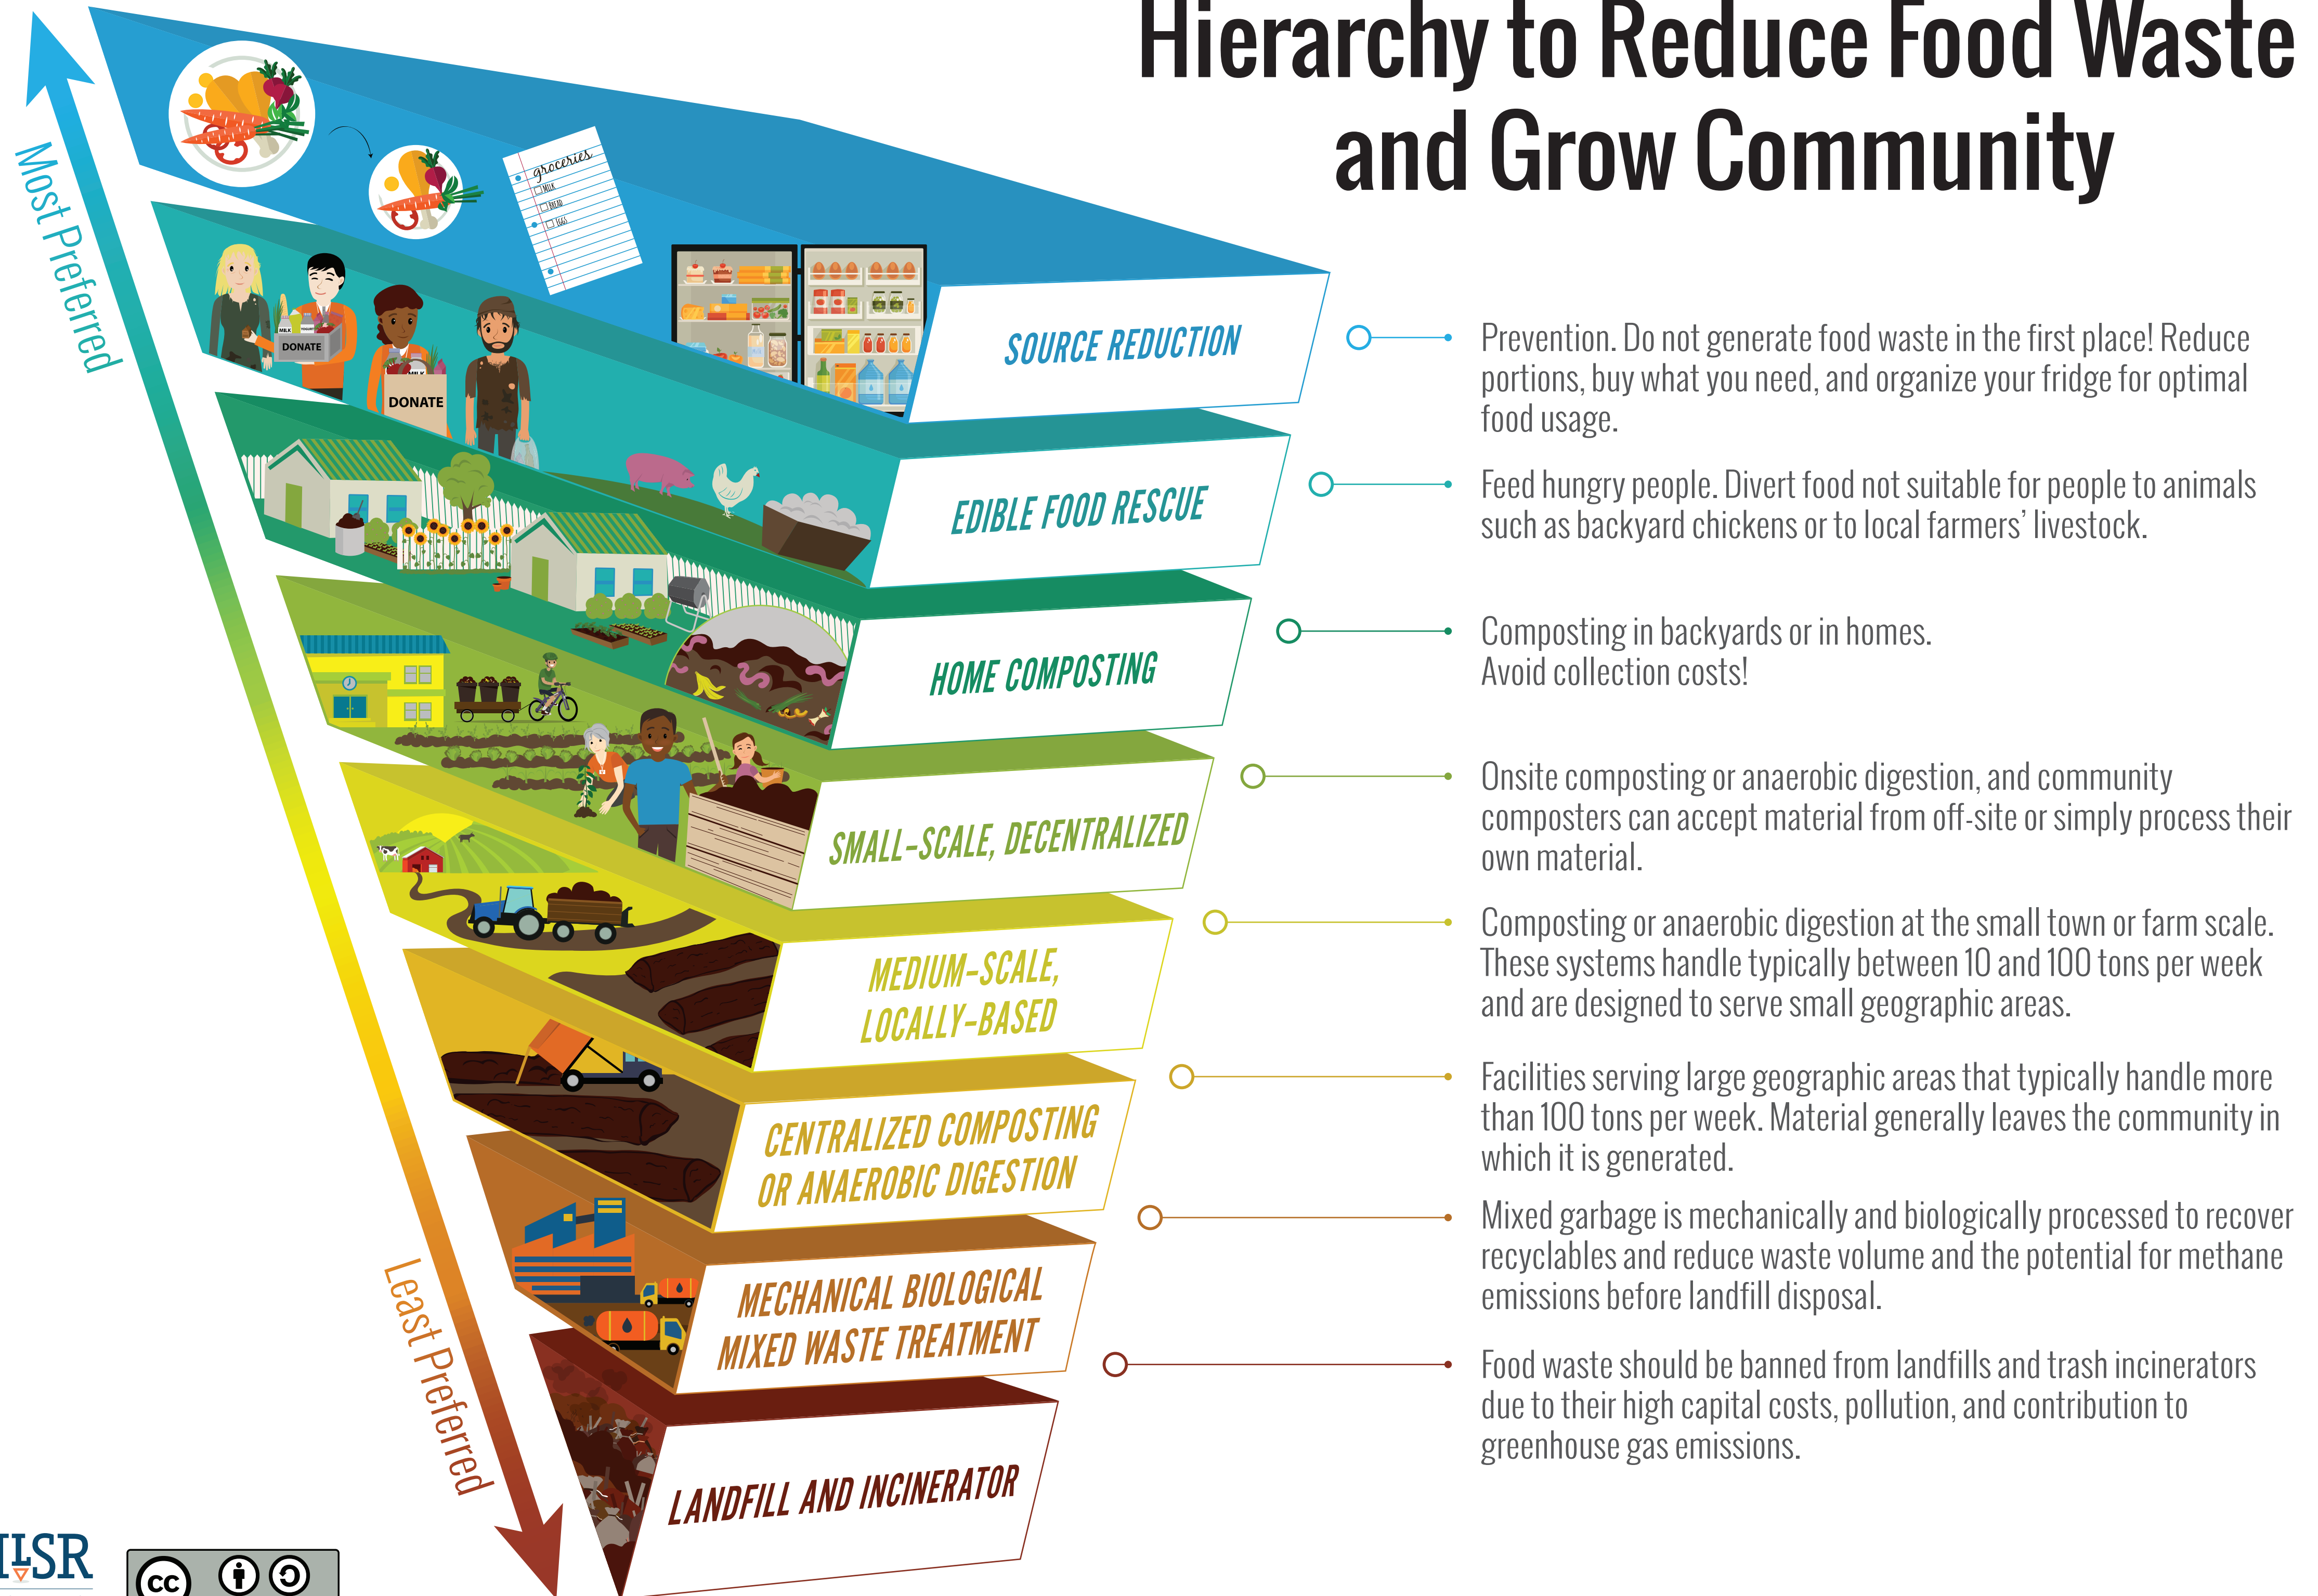 Hierarchy to Reduce Food Waste
and Grow Community
Most Preferred
groceries
MILK
BREAD
EGGS
MILK
DONATE
MILK
DONATE
SOURCE REDUCTION
Prevention. Do not generate food waste in the first place! Reduce
portions, buy what you need, and organize your fridge for optimal
food usage.
EDIBLE FOOD RESCUE
Feed hungry people. Divert food not suitable for people to animals
such as backyard chickens or to local farmers’ livestock.
HOME COMPOSTING
Composting in backyards or in homes.
Avoid collection costs!
SMALL-SCALE, DECENTRALIZED
Onsite composting or anaerobic digestion, and community
composters can accept material from off-site or simply process their
own material.
MEDIUM-SCALE,
LOCALLY-BASED
Composting or anaerobic digestion at the small town or farm scale.
These systems handle typically between 10 and 100 tons per week
and are designed to serve small geographic areas.
CENTRALIZED COMPOSTING
OR ANAEROBIC DIGESTION
Facilities serving large geographic areas that typically handle more
than 100 tons per week. Material generally leaves the community in
which it is generated.
MECHANICAL BIOLOGICAL
MIXED WASTE TREATMENT
Mixed garbage is mechanically and biologically processed to recover
recyclables and reduce waste volume and the potential for methane
emissions before landfill disposal.
LANDFILL AND INCINERATOR
Food waste should be banned from landfills and trash incinerators
due to their high capital costs, pollution, and contribution to
greenhouse gas emissions.
Least Preferred
ILSR
cc